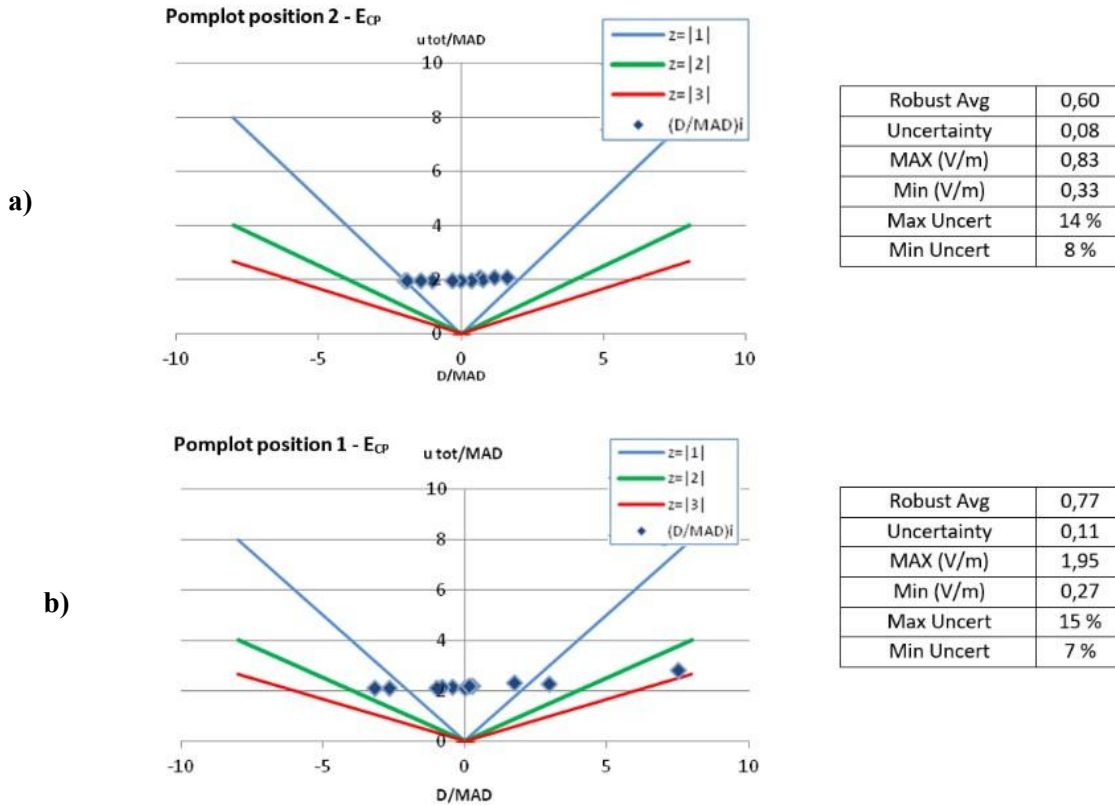 a)
Pomplot position 2 - ECP
u tot/MAD
z=|1|
z=|2|
z=|3|
(D/MAD)i
10
8
6
4
2
0
-10 -5 0 5 10
D/MAD
Robust Avg 0,60
Uncertainty 0,08
MAX (V/m) 0,83
Min (V/m) 0,33
Max Uncert 14 %
Min Uncert 8 %
b)
Pomplot position 1 - ECP
u tot/MAD
z=|1|
z=|2|
z=|3|
(D/MAD)i
10
8
6
4
2
0
-10 -5 0 5 10
D/MAD
Robust Avg 0,77
Uncertainty 0,11
MAX (V/m) 1,95
Min (V/m) 0,27
Max Uncert 15 %
Min Uncert 7 %